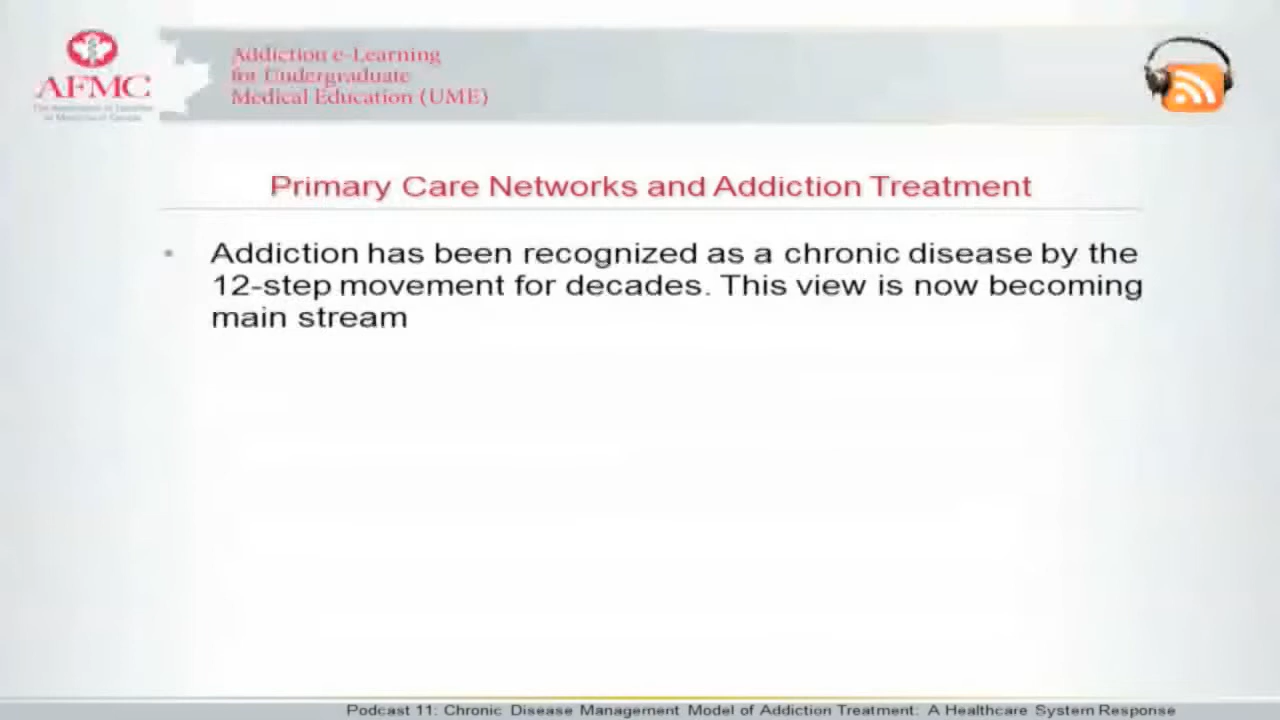 AFMC
Addiction e-Learning
for Undergraduate
Medical Education (UME)
Primary Care Networks and Addiction Treatment
• Addiction has been recognized as a chronic disease by the
12-step movement for decades. This view is now becoming
main stream
Podcast 11: Chronic Disease Management Model of Addiction Treatment: A Healthcare System Response